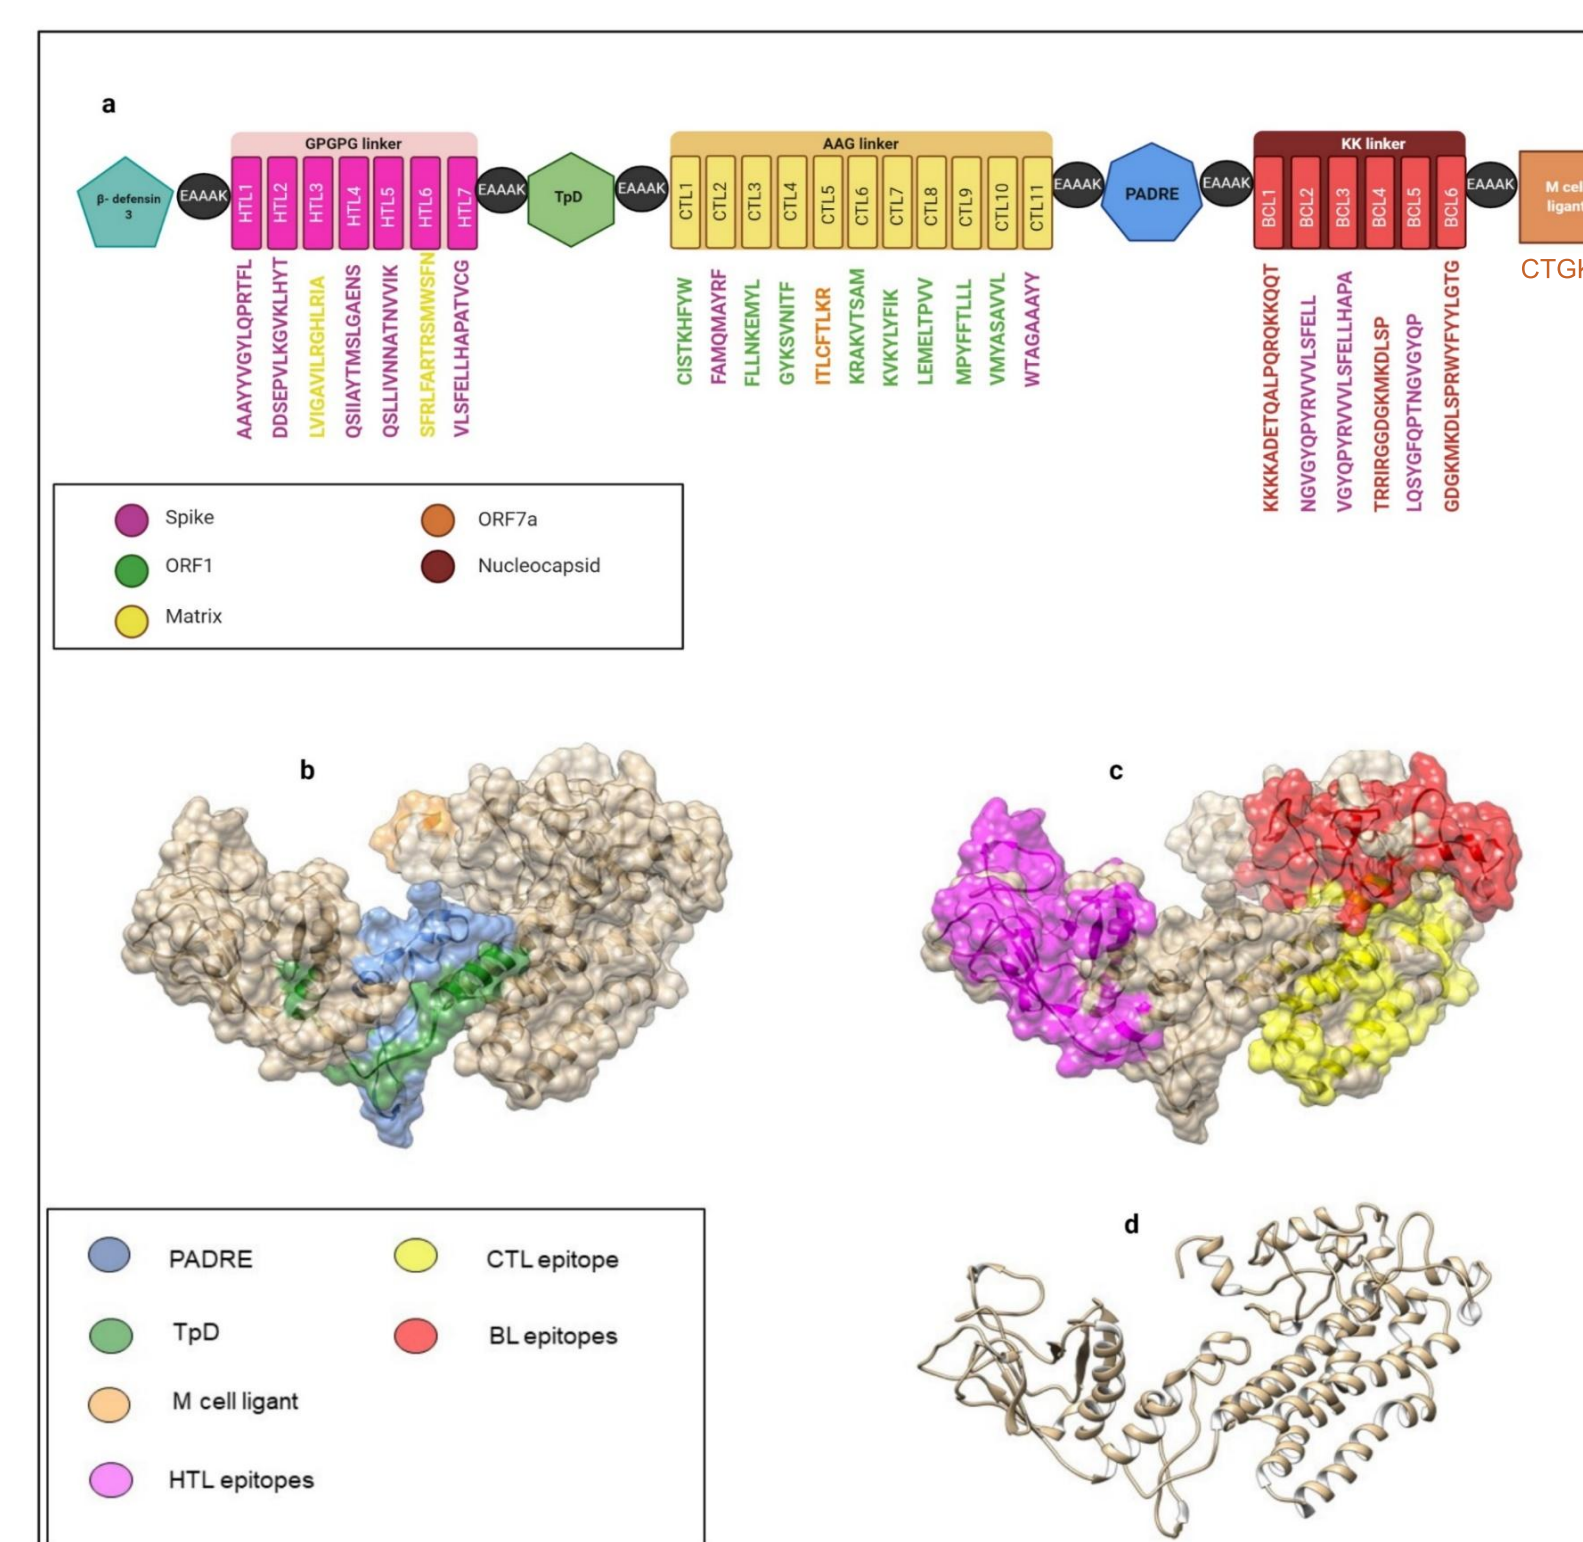 a
GPGPG linker
AAG linker
KK linker
β- defensin
3
EAAAK
HTL1
HTL2
HTL3
HTL4
HTL5
HTL6
HTL7
EAAAK
TpD
EAAAK
CTL1
CTL2
CTL3
CTL4
CTL5
CTL6
CTL7
CTL8
CTL9
CTL10
CTL11
EAAAK
PADRE
EAAAK
BCL1
BCL2
BCL3
BCL4
BCL5
BCL6
EAAAK
M cel
ligant
CTGK
AAAYYVGYLQPRTFL
DDSEPVLKGVKLHYT
LVIGAVILRGHLRIA
QSIIAYTMSLGAENS
QSLLIVNNATNVVIK
SFRLFARTRSMWSFN
VLSFELLHAPATVCG
CISTKHFYW
FAMQMAYRF
FLLNKEMYL
GYKSVNITF
ITLCFTLKR
KRAKVTSAM
KVKYLYFIK
LEMELTPVV
MPYFFTLLL
VMYASAVVL
WTAGAAAYY
KKKADETQALPQRQKKQQT
NGVGYQPYRVVVLSFELL
VGYQPYRVVVLSFELLHAPA
TRRIRGGDGKMKDLSP
LQSYGFQPTNGVGYQP
GDGKMKDLSPRWYFYYLGTG
Spike
ORF1
Matrix
ORF7a
Nucleocapsid
b
c
PADRE
TpD
M cell ligant
HTL epitopes
CTL epitope
BL epitopes
d